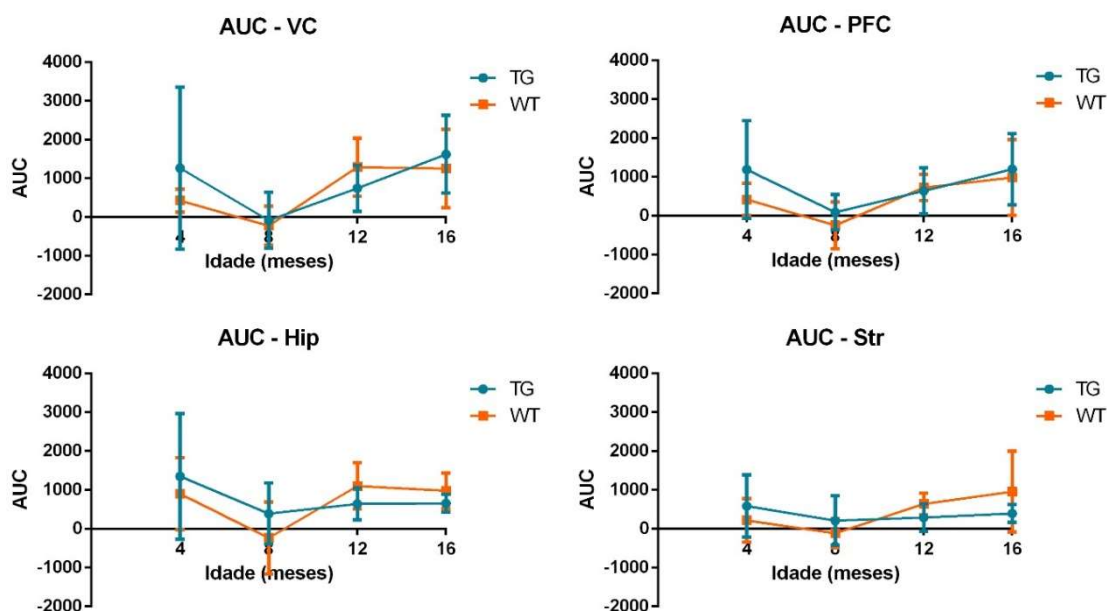 AUC - VC
4000
3000
2000
1000
0
-1000
-2000
AUC
4
8
12
16
Idade (meses)
TG
WT
AUC - PFC
4000
3000
2000
1000
0
-1000
-2000
AUC
4
8
12
16
Idade (meses)
TG
WT
AUC - Hip
4000
3000
2000
1000
0
-1000
-2000
AUC
4
8
12
16
Idade (meses)
TG
WT
AUC - Str
4000
3000
2000
1000
0
-1000
-2000
AUC
4
8
12
16
Idade (meses)
TG
WT